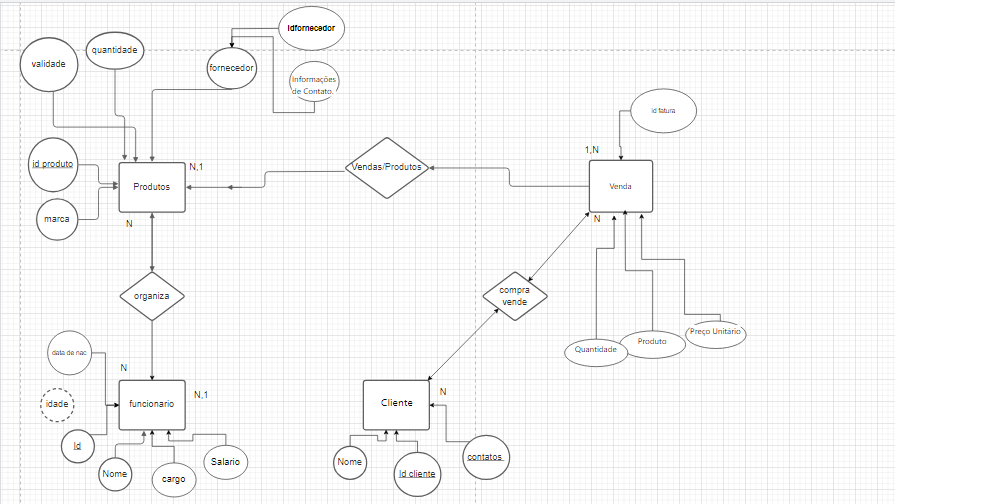 Idfornecedor
quantidade
validade
fornecedor
Informações
de Contato.
id fatura
1,N
id produto
N,1
Vendas/Produtos
Produtos
Venda
marca
N
N
compra
vende
organiza
Preço Unitário
Produto
Quantidade
data de nac
N
N
N,1
idade
funcionario
Cliente
Id
contatos
Nome
Salario
Nome
Id cliente
cargo